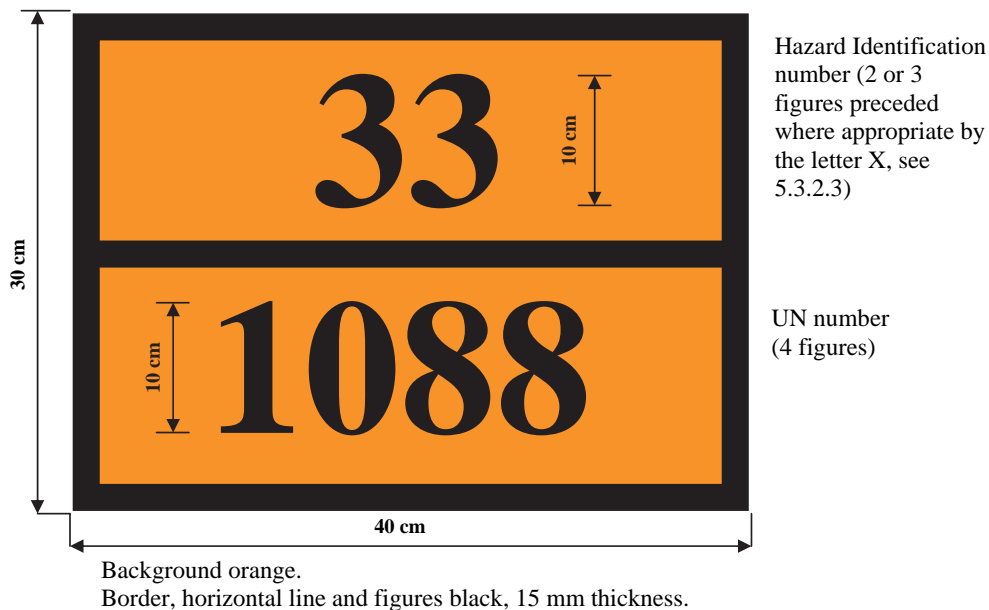 33
10 cm
Hazard Identification
number (2 or 3
figures preceded
where appropriate by
the letter X, see
5.3.2.3)
30 cm
10 cm
1088
UN number
(4 figures)
40 cm
Background orange.
Border, horizontal line and figures black, 15 mm thickness.